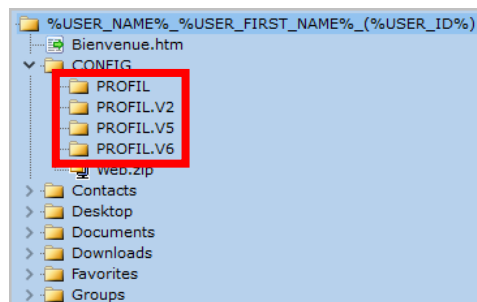 %USER_NAME%_%USER_FIRST_NAME%_(%USER_ID%)
Bienvenue.htm
CONFIG
PROFIL
PROFIL.V2
PROFIL.V5
PROFIL.V6
Web.zip
Contacts
Desktop
Documents
Downloads
Favorites
Groups